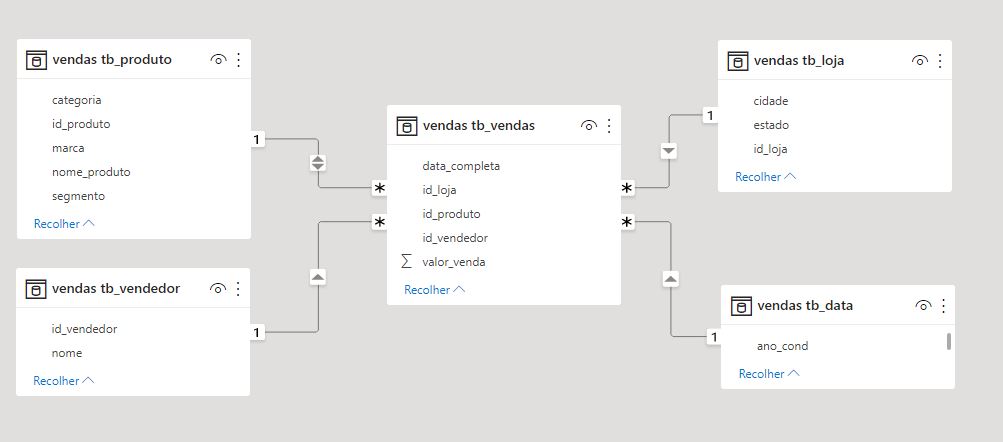 vendas tb_produto
categoria
id_produto
marca
nome_produto
segmento
Recolher
1
*
vendas tb_vendedor
id_vendedor
nome
Recolher
1
*
vendas tb_vendas
data_completa
id_loja
id_produto
id_vendedor
∑ valor_venda
Recolher
vendas tb_loja
cidade
estado
id_loja
Recolher
1
*
vendas tb_data
ano_cond
Recolher
1
*